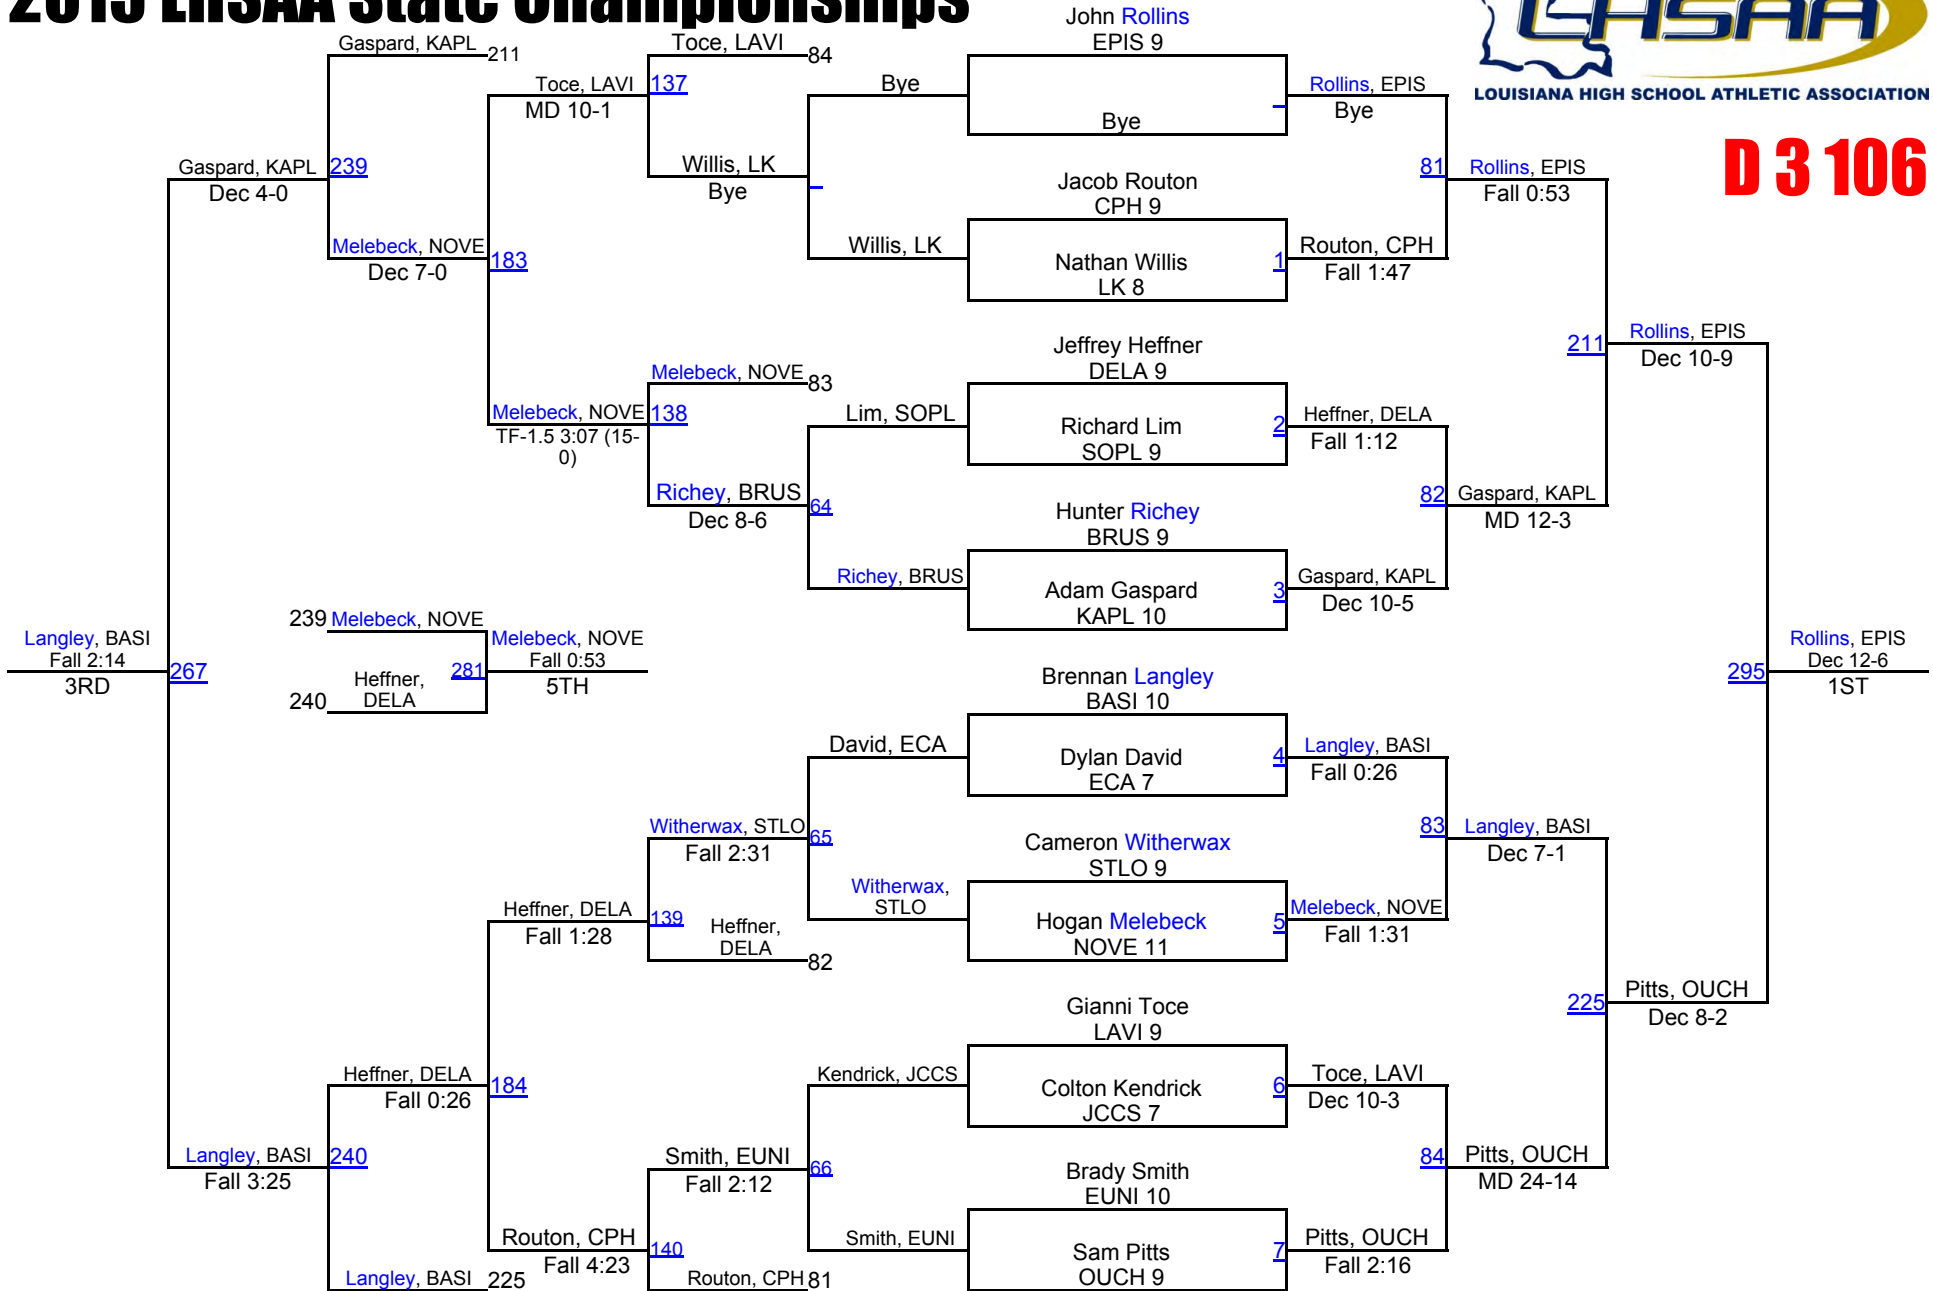 2015 LHSAA State Championships
LHSAA
LOUISIANA HIGH SCHOOL ATHLETIC ASSOCIATION
D 3 106
John Rollins
EPIS 9
Bye
Jacob Routon
CPH 9
Nathan Willis
LK 8
1
Jeffrey Heffner
DELA 9
Richard Lim
SOPL 9
2
Hunter Richey
BRUS 9
Adam Gaspard
KAPL 10
3
Brennan Langley
BASI 10
Dylan David
ECA 7
4
Cameron Witherwax
STLO 9
Hogan Melebeck
NOVE 11
5
Gianni Toce
LAVI 9
Colton Kendrick
JCCS 7
6
Brady Smith
EUNI 10
Sam Pitts
OUCH 9
7
Rollins, EPIS
Bye
81
Routon, CPH
Fall 1:47
Heffner, DELA
Fall 1:12
82
Gaspard, KAPL
Dec 10-5
Langley, BASI
Fall 0:26
83
Melebeck, NOVE
Fall 1:31
Toce, LAVI
Dec 10-3
84
Pitts, OUCH
Fall 2:16
Rollins, EPIS
Fall 0:53
211
Gaspard, KAPL
MD 12-3
Langley, BASI
Dec 7-1
225
Pitts, OUCH
MD 24-14
Rollins, EPIS
Dec 10-9
295
Pitts, OUCH
Dec 8-2
Rollins, EPIS
Dec 12-6
1ST
Bye
Willis, LK
Lim, SOPL
64
Richey, BRUS
David, ECA
65
Witherwax,
STLO
Kendrick, JCCS
66
Smith, EUNI
Toce, LAVI
84
137
Willis, LK
Bye
Melebeck, NOVE
83
138
Richey, BRUS
Dec 8-6
Witherwax, STLO
Fall 2:31
139
Heffner,
DELA
82
Smith, EUNI
Fall 2:12
140
Routon, CPH
81
Toce, LAVI
MD 10-1
183
Melebeck, NOVE
TF-1.5 3:07 (15-
0)
Heffner, DELA
Fall 1:28
184
Routon, CPH
Fall 4:23
Gaspard, KAPL
211
239
Melebeck, NOVE
Dec 7-0
Heffner, DELA
Fall 0:26
240
Langley, BASI
225
Gaspard, KAPL
Dec 4-0
267
Langley, BASI
Fall 3:25
Langley, BASI
Fall 2:14
3RD
239
Melebeck, NOVE
281
240
Heffner,
DELA
Melebeck, NOVE
Fall 0:53
5TH